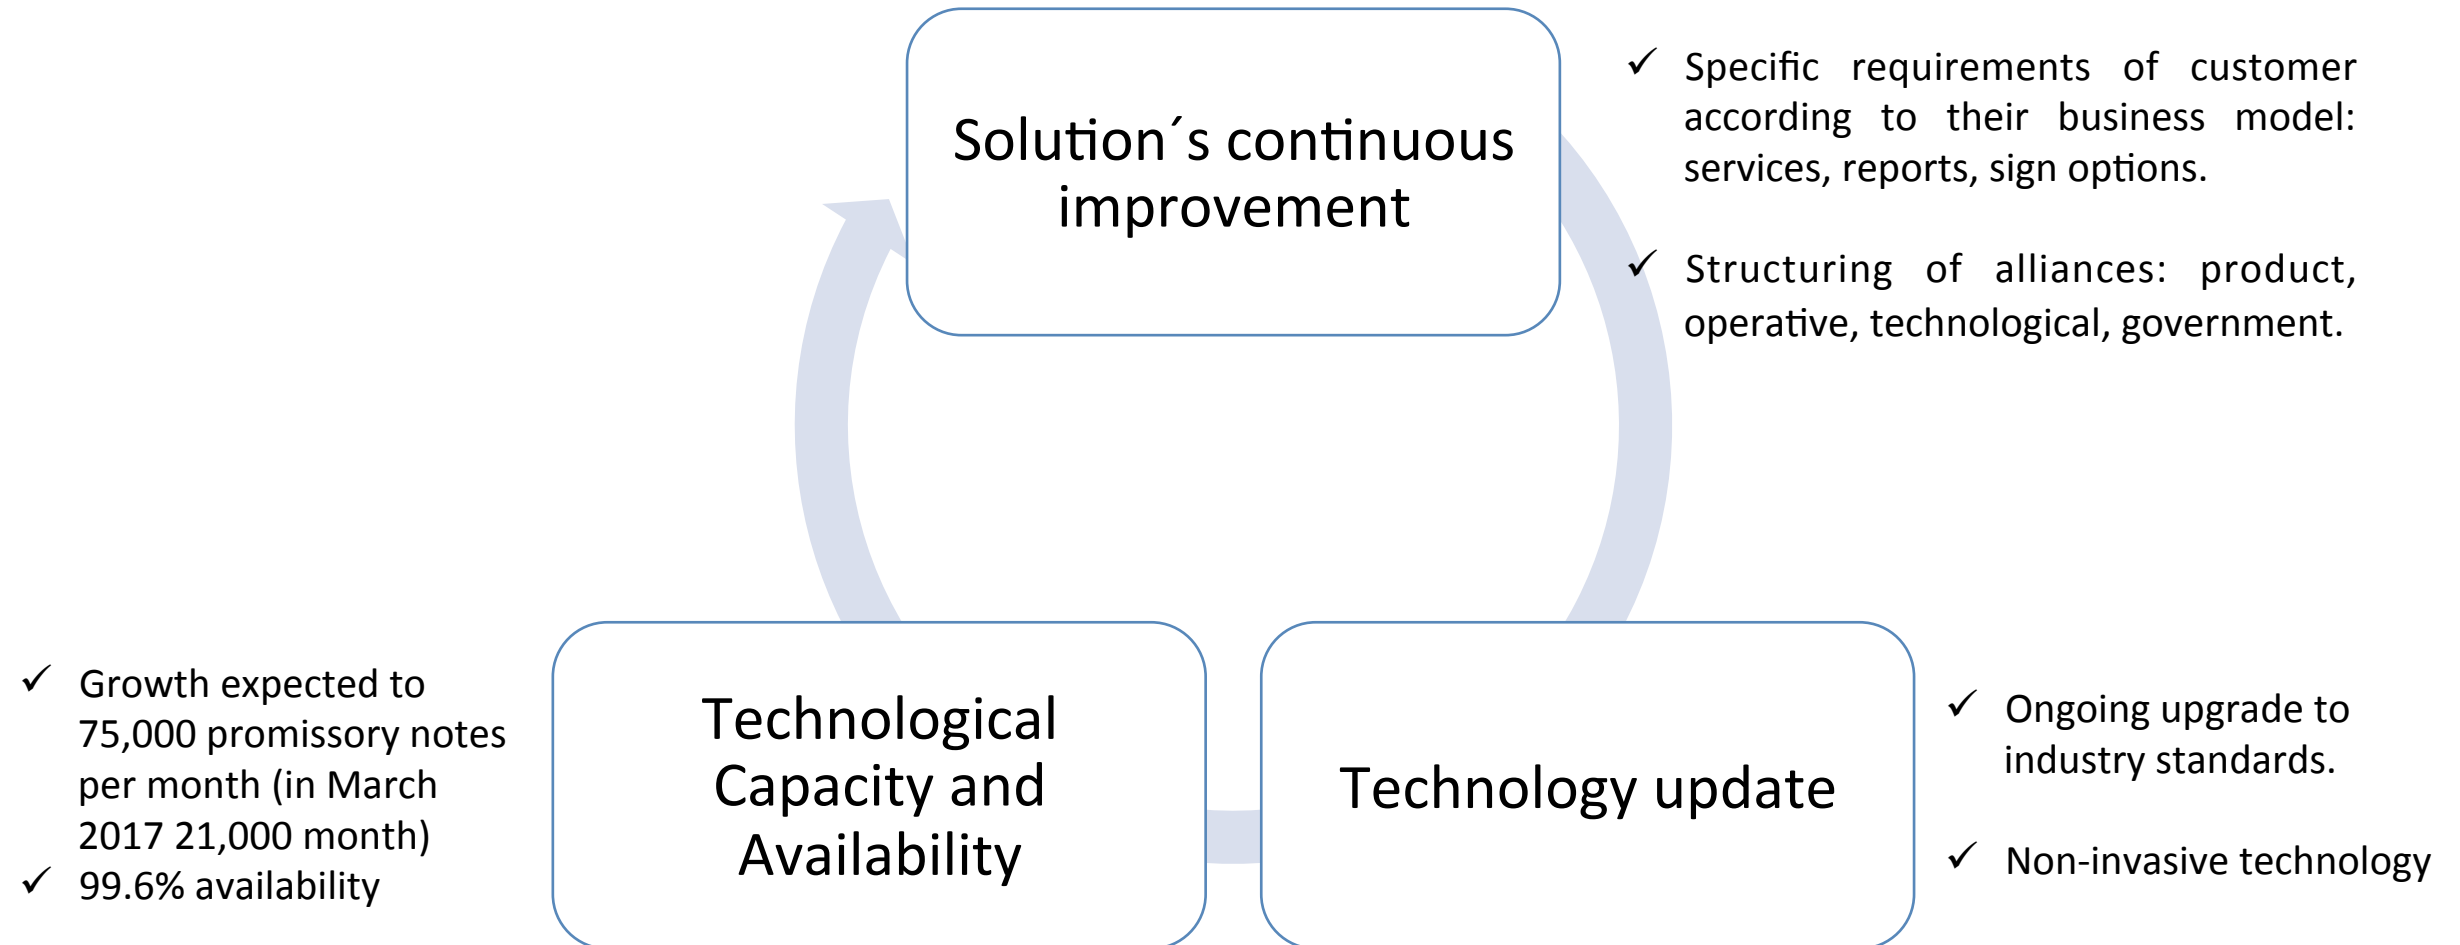 Solution´s continuous
improvement
✓ Specific requirements of customer
according to their business model:
services, reports, sign options.
✓ Structuring of alliances: product,
operative, technological, government.
✓ Growth expected to
75,000 promissory notes
per month (in March
2017 21,000 month)
✓ 99.6% availability
Technological
Capacity and
Availability
Technology update
✓ Ongoing upgrade to
industry standards.
✓ Non-invasive technology